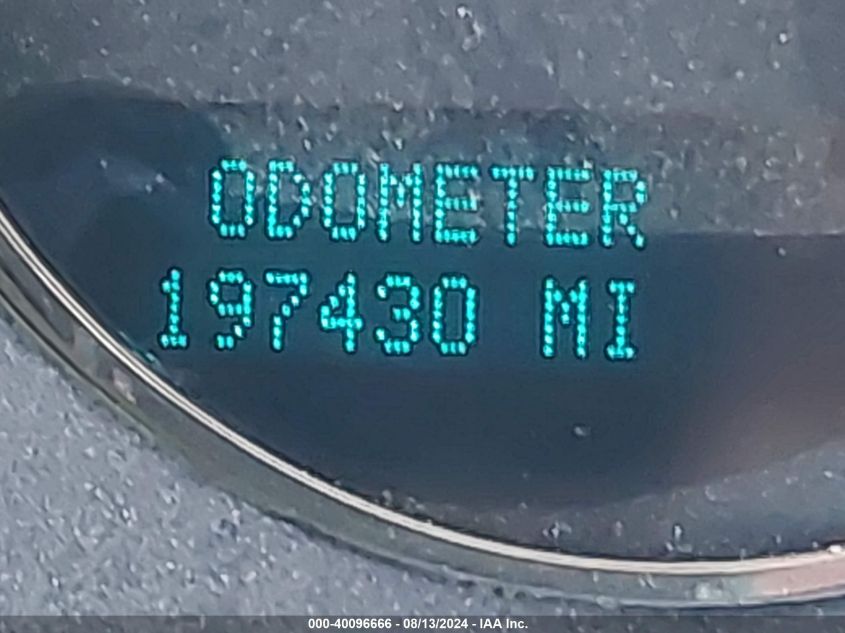 ODOMETER
197430 MI
000-40096666 - 08/13/2024 - IAA Inc.